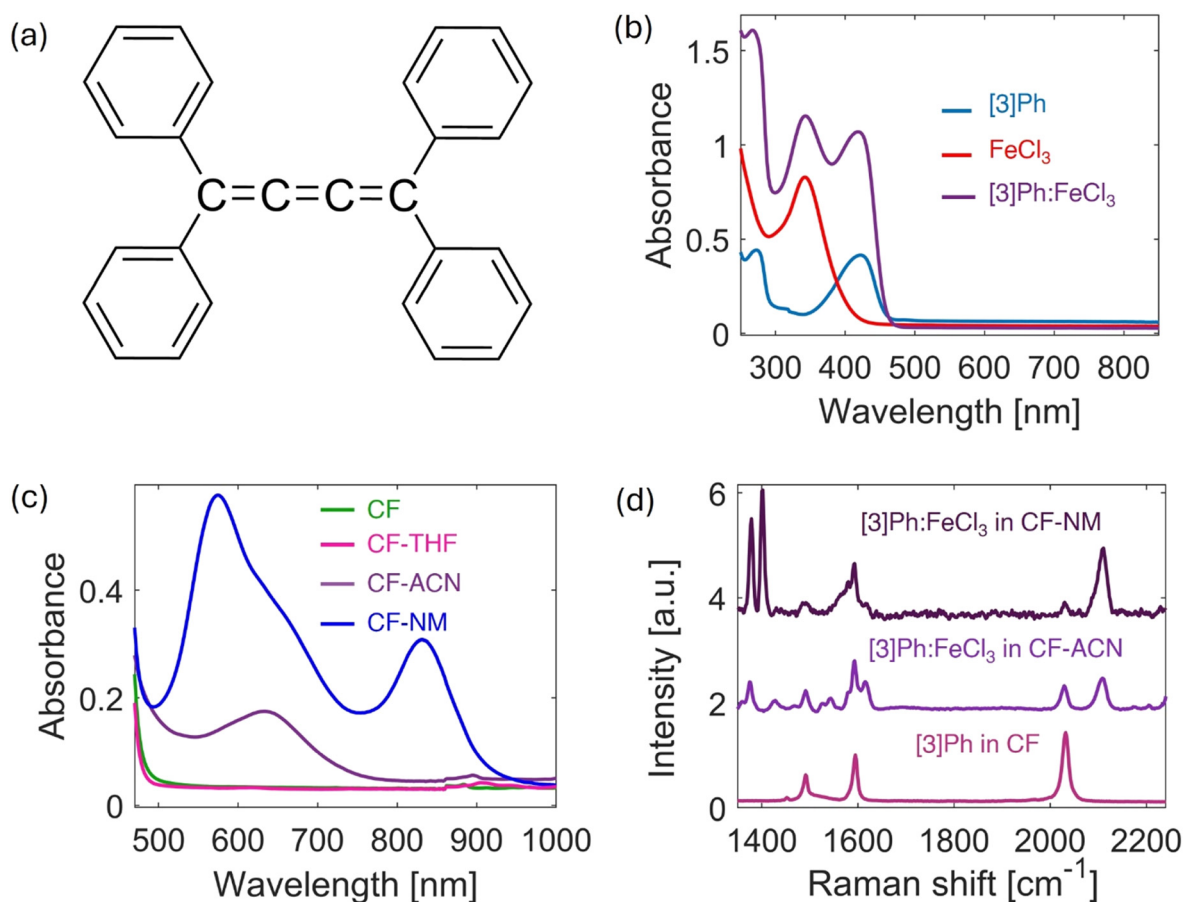 (a)
C=C=C=C
(b)
Absorbance
1.5
1
0.5
0
[3]Ph
FeCl₃
[3]Ph:FeCl₃
300 400 500 600 700 800
Wavelength [nm]
(c)
Absorbance
0.4
0.2
0
CF
CF-THF
CF-ACN
CF-NM
500 600 700 800 900 1000
Wavelength [nm]
(d)
Intensity [a.u.]
6
4
2
0
[3]Ph:FeCl₃ in CF-NM
[3]Ph:FeCl₃ in CF-ACN
[3]Ph in CF
1400 1600 1800 2000 2200
Raman shift [cm⁻¹]